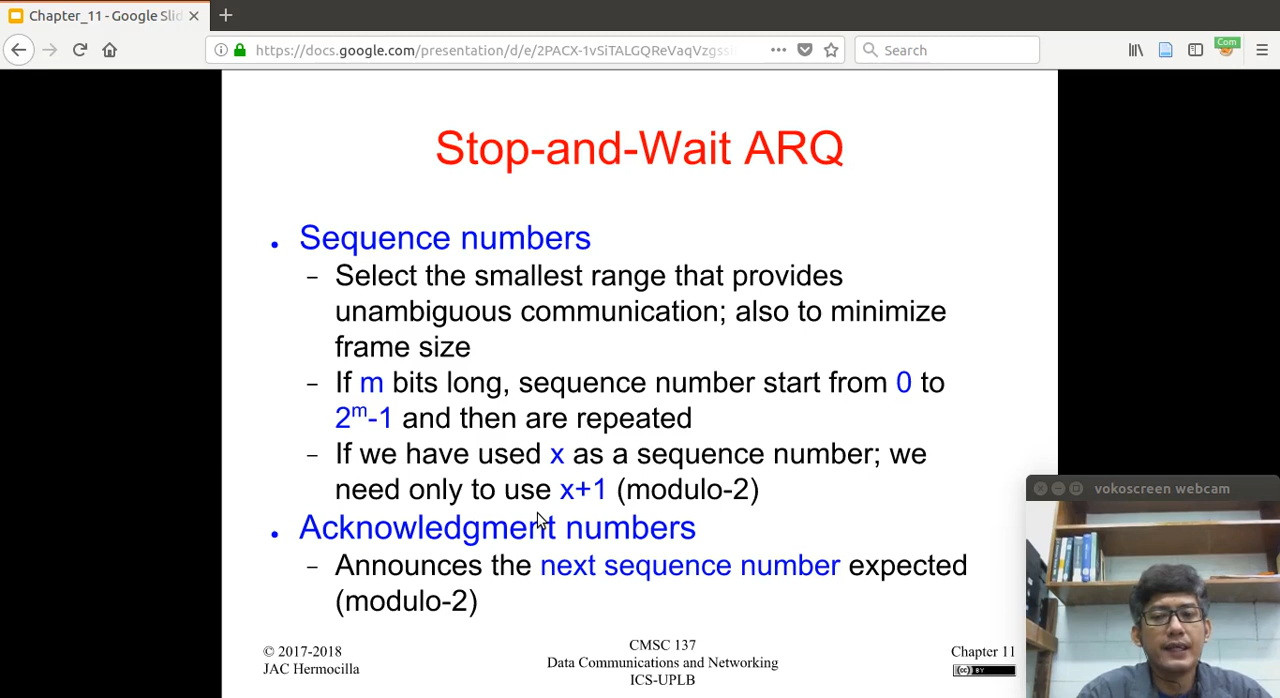 Chapter_11 - Google Slid
https://docs.google.com/presentation/d/e/2PACX-1vSiTALGQReVaqVzgss
Search
Com
Stop-and-Wait ARQ
• Sequence numbers
– Select the smallest range that provides
unambiguous communication; also to minimize
frame size
– If m bits long, sequence number start from 0 to
2ᵐ-1 and then are repeated
– If we have used x as a sequence number; we
need only to use x+1 (modulo-2)
• Acknowledgment numbers
– Announces the next sequence number expected
(modulo-2)
vokoscreen webcam
© 2017-2018
JAC Hermocilla
CMSC 137
Data Communications and Networking
ICS-UPLB
Chapter 11
(cc) BY